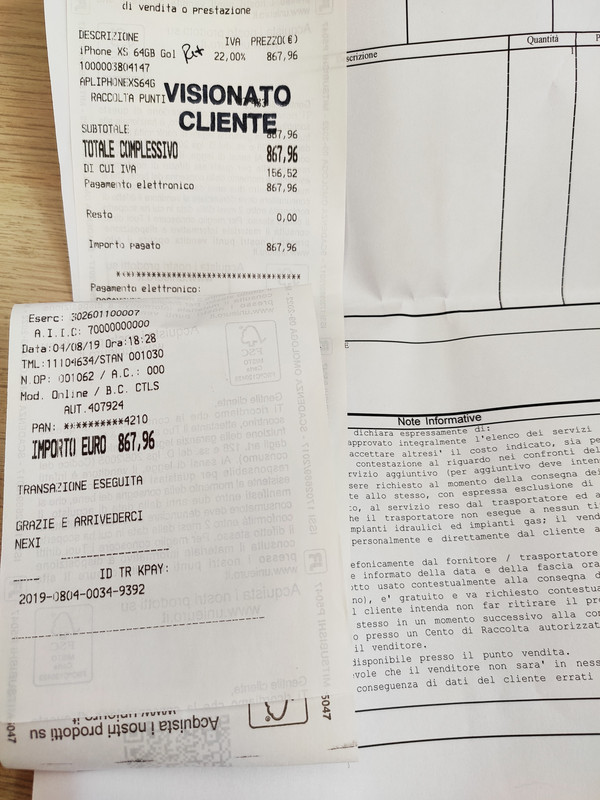 di vendita o prestazione
DESCRIZIONE IVA PREZZO(€)
iPhone XS 64GB Gol 22,00% 867,96
1000003804147
APLIPHONEXS64G
RACCOLTA PUNTI
VISIONATO
CLIENTE
SUBTOTALE 867,96
TOTALE COMPLESSIVO 867,96
DI CUI IVA 156,52
Pagamento elettronico 867,96
Resto 0,00
Importo pagato 867,96
Pagamento elettronico:
Eserc: 302601100007
A.I.I.C: 70000000000
Data:04/08/19 Ora:18:28
TML:11104634/STAN 001030
N.OP: 001062 / A.C.: 000
Mod. Online / B.C. CTLS
AUT.407924
PAN: **********4210
IMPORTO EURO 867,96
TRANSAZIONE ESEGUITA
GRAZIE E ARRIVEDERCI
NEXI
ID TR KPAY:
2019-0804-0034-9392
Acquista i nostri prodotti su
5047
scrizione Quantità P
1
Note Informative
dichiara espressamente di:
approvato integralmente l'elenco dei servizi
accettare altresi' il costo indicato, sia pe
contestazione al riguardo nei confronti del
rvizio aggiuntivo (per aggiuntivo deve inten
sere richiesto al momento della consegna dei
te allo stesso, con espressa esclusione di
o, al servizio reso dal trasportatore ed a
he il trasportatore non esegue a nessun ti
mpianti idraulici ed impianti gas; il vend
personalmente e direttamente dal cliente a
efonicamente dal fornitore / trasportatore
e informato della data e della fascia ora
otto usato contestualmente alla consegna d
no), e' gratuito e va richiesto contestua
l cliente intenda non far ritirare il pr
stesso in un momento successivo alla con
o presso un Cento di Raccolta autorizzat
il venditore.
disponibile presso il punto vendita.
vole che il venditore non sara' in ness
conseguenza di dati del cliente errati